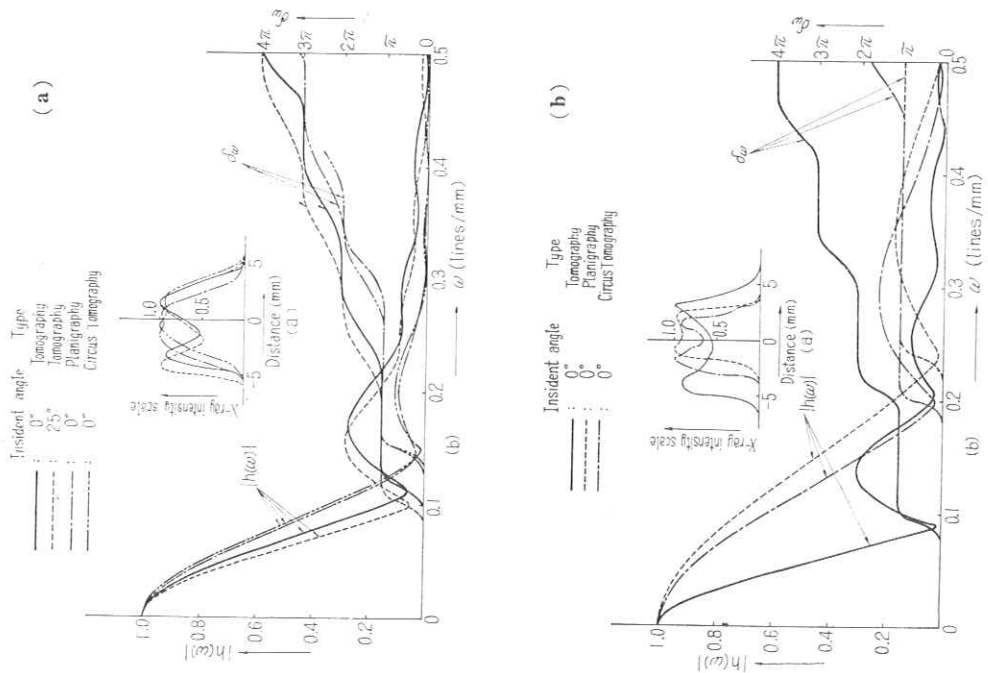 (a)
Insident angle Type
0° : Tomography
25° : Tomography
0° : Planigraphy
0° : Circus Tomography
X-ray intensity scale
1.0
0.5
-5 0 5
Distance (mm)
(a)
|h(ω)|
1.0
0.8
0.6
0.4
0.2
|h(ω)|
δω
δω
4π
3π
2π
π
0
0.1 0.2 0.3 0.4 0.5
(b) ω (lines/mm)
(b)
Insident angle Type
0° : Tomography
0° : Planigraphy
0° : Circus Tomography
X-ray intensity scale
1.0
0.5
-5 0 5
Distance (mm)
(a)
|h(ω)|
1.0
0.8
0.6
0.4
0.2
|h(ω)|
δω
δω
4π
3π
2π
π
0
0 0.1 0.2 0.3 0.4 0.5
(b) ω (lines/mm)